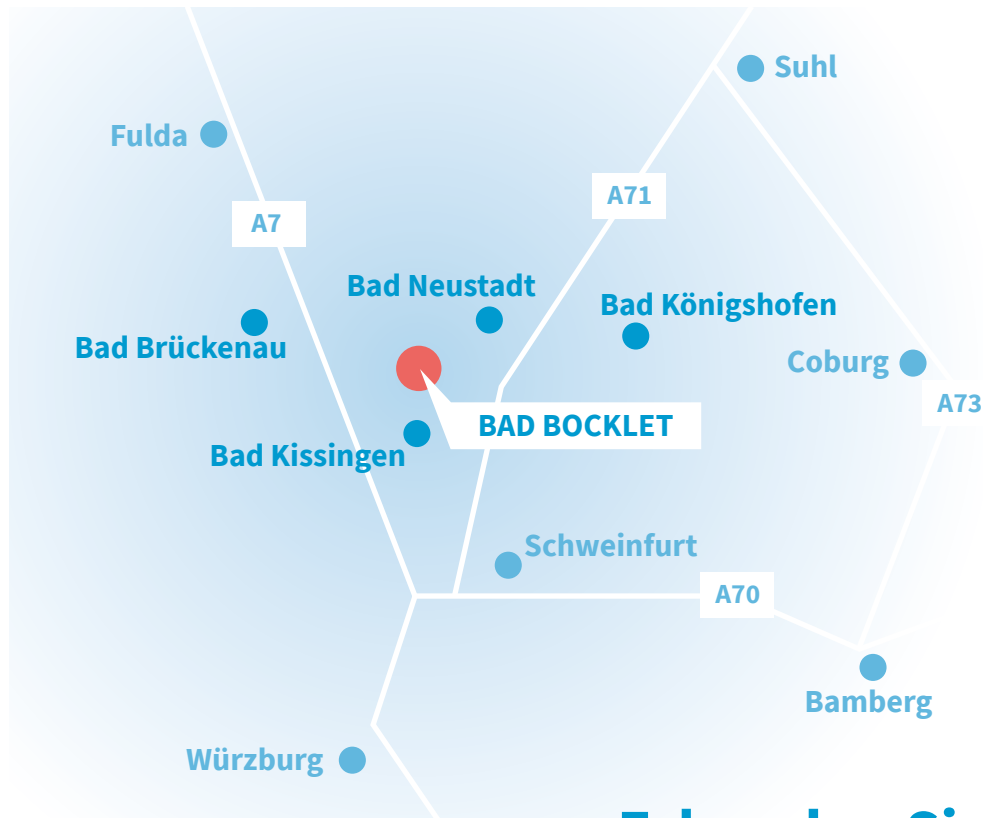 Suhl
Fulda
A71
A7
Bad Neustadt
Bad Königshofen
Bad Brückenau
Coburg
A73
BAD BOCKLET
Bad Kissingen
Schweinfurt
A70
Bamberg
Würzburg